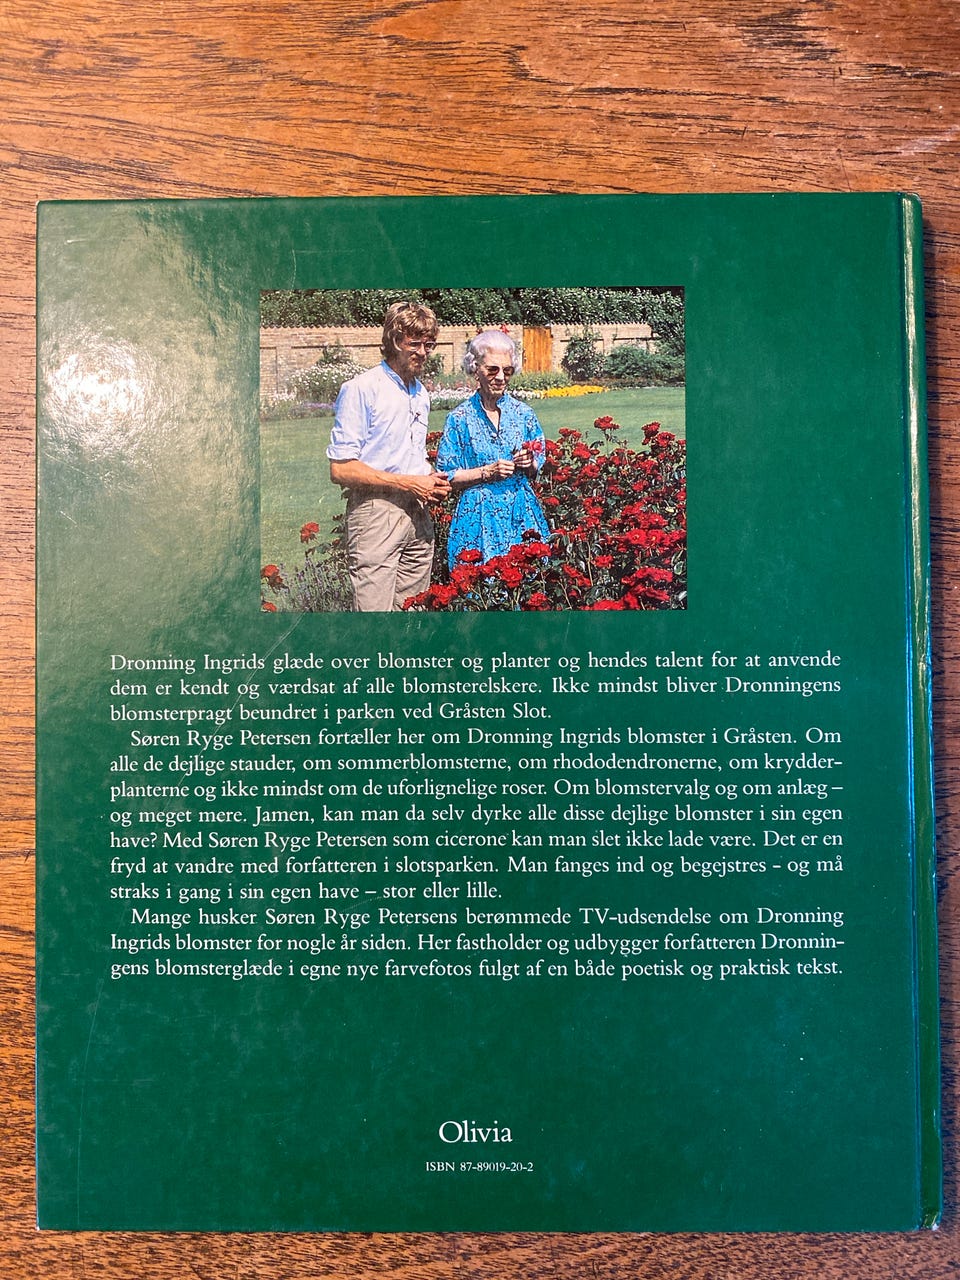 Dronning Ingrids glæde over blomster og planter og hendes talent for at anvende
dem er kendt og værdsat af alle blomsterelskere. Ikke mindst bliver Dronningens
blomsterpragt beundret i parken ved Gråsten Slot.
Søren Ryge Petersen fortæller her om Dronning Ingrids blomster i Gråsten. Om
alle de dejlige stauder, om sommerblomsterne, om rhododendronerne, om krydder-
planterne og ikke mindst om de uforlignelige roser. Om blomstervalg og om anlæg –
og meget mere. Jamen, kan man da selv dyrke alle disse dejlige blomster i sin egen
have? Med Søren Ryge Petersen som cicerone kan man slet ikke lade være. Det er en
fryd at vandre med forfatteren i slotsparken. Man fanges ind og begejstres - og må
straks i gang i sin egen have – stor eller lille.
Mange husker Søren Ryge Petersens berømmede TV-udsendelse om Dronning
Ingrids blomster for nogle år siden. Her fastholder og udbygger forfatteren Dronnin-
gens blomsterglæde i egne nye farvefotos fulgt af en både poetisk og praktisk tekst.
Olivia
ISBN 87-89019-20-2